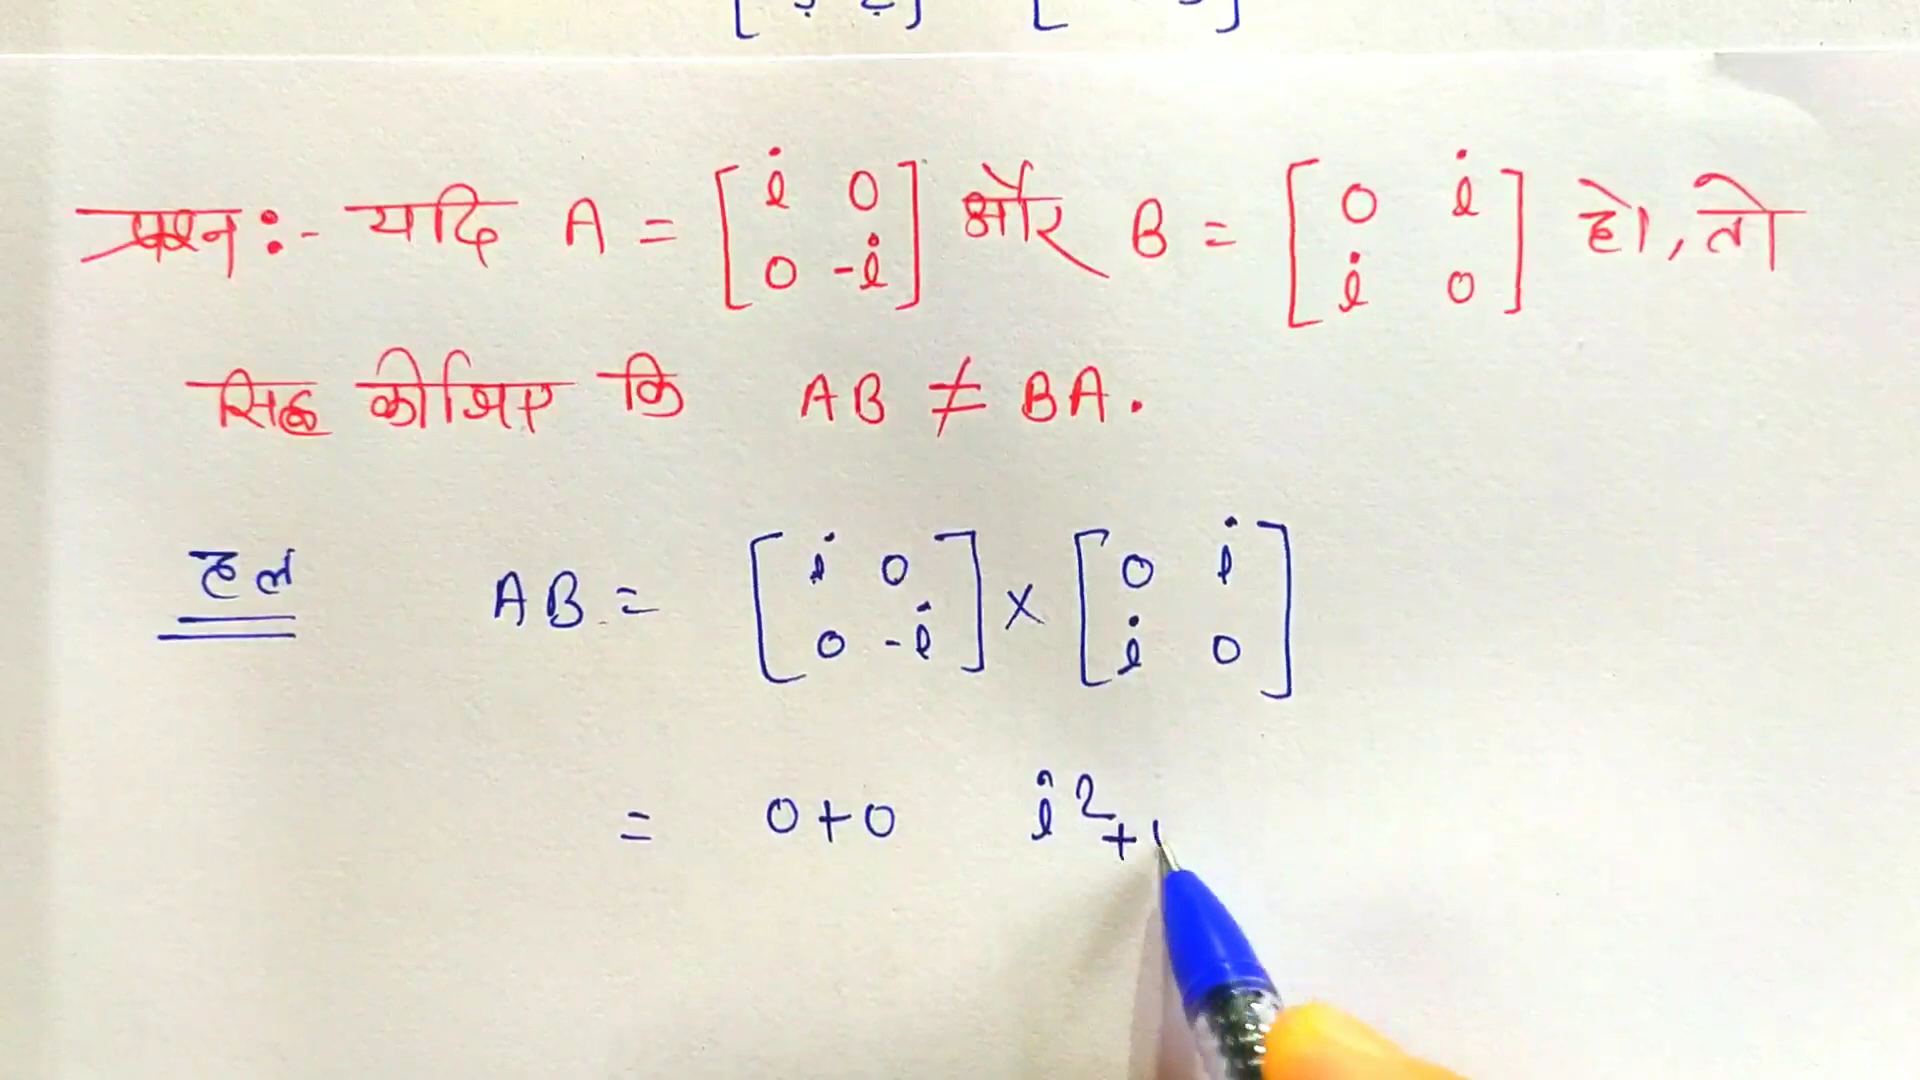 प्रश्न :- यदि A = [i 0 0 -i] और B = [0 i i 0] हो, तो
सिद्ध कीजिए कि AB ≠ BA.
हल AB = [i 0 0 -i] × [0 i i 0]
= 0+0 i²+